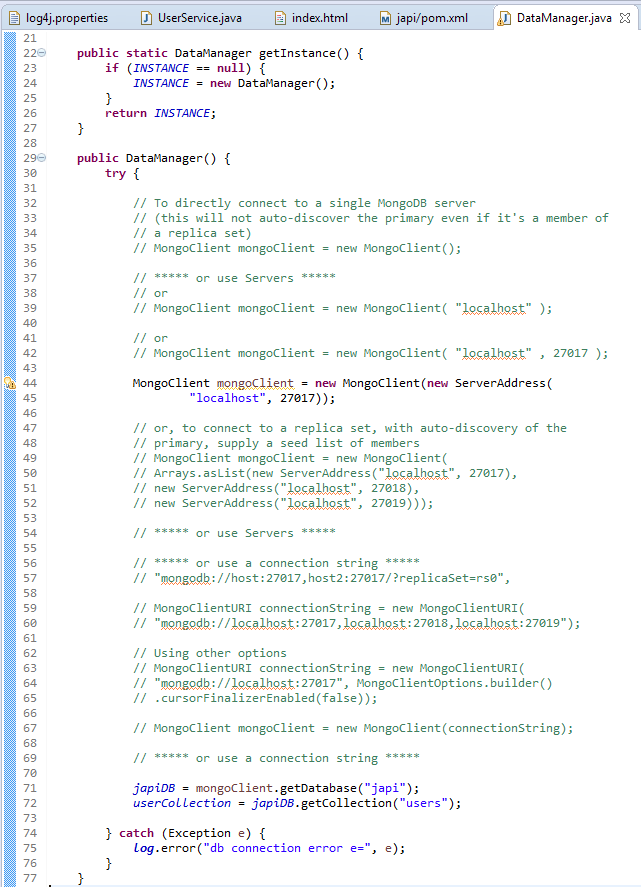 log4j.properties UserService.java index.html japi/pom.xml DataManager.java
21
22 public static DataManager getInstance() {
23 if (INSTANCE == null) {
24 INSTANCE = new DataManager();
25 }
26 return INSTANCE;
27 }
28
29 public DataManager() {
30 try {
31
32 // To directly connect to a single MongoDB server
33 // (this will not auto-discover the primary even if it's a member of
34 // a replica set)
35 // MongoClient mongoClient = new MongoClient();
36
37 // ***** or use Servers *****
38 // or
39 // MongoClient mongoClient = new MongoClient( "localhost" );
40
41 // or
42 // MongoClient mongoClient = new MongoClient( "localhost" , 27017 );
43
44 MongoClient mongoClient = new MongoClient(new ServerAddress(
45 "localhost", 27017));
46
47 // or, to connect to a replica set, with auto-discovery of the
48 // primary, supply a seed list of members
49 // MongoClient mongoClient = new MongoClient(
50 // Arrays.asList(new ServerAddress("localhost", 27017),
51 // new ServerAddress("localhost", 27018),
52 // new ServerAddress("localhost", 27019)));
53
54 // ***** or use Servers *****
55
56 // ***** or use a connection string *****
57 // "mongodb://host:27017,host2:27017/?replicaSet=rs0",
58
59 // MongoClientURI connectionString = new MongoClientURI(
60 // "mongodb://localhost:27017,localhost:27018,localhost:27019");
61
62 // Using other options
63 // MongoClientURI connectionString = new MongoClientURI(
64 // "mongodb://localhost:27017", MongoClientOptions.builder()
65 // .cursorFinalizerEnabled(false));
66
67 // MongoClient mongoClient = new MongoClient(connectionString);
68
69 // ***** or use a connection string *****
70
71 japiDB = mongoClient.getDatabase("japi");
72 userCollection = japiDB.getCollection("users");
73
74 } catch (Exception e) {
75 log.error("db connection error e=", e);
76 }
77 }